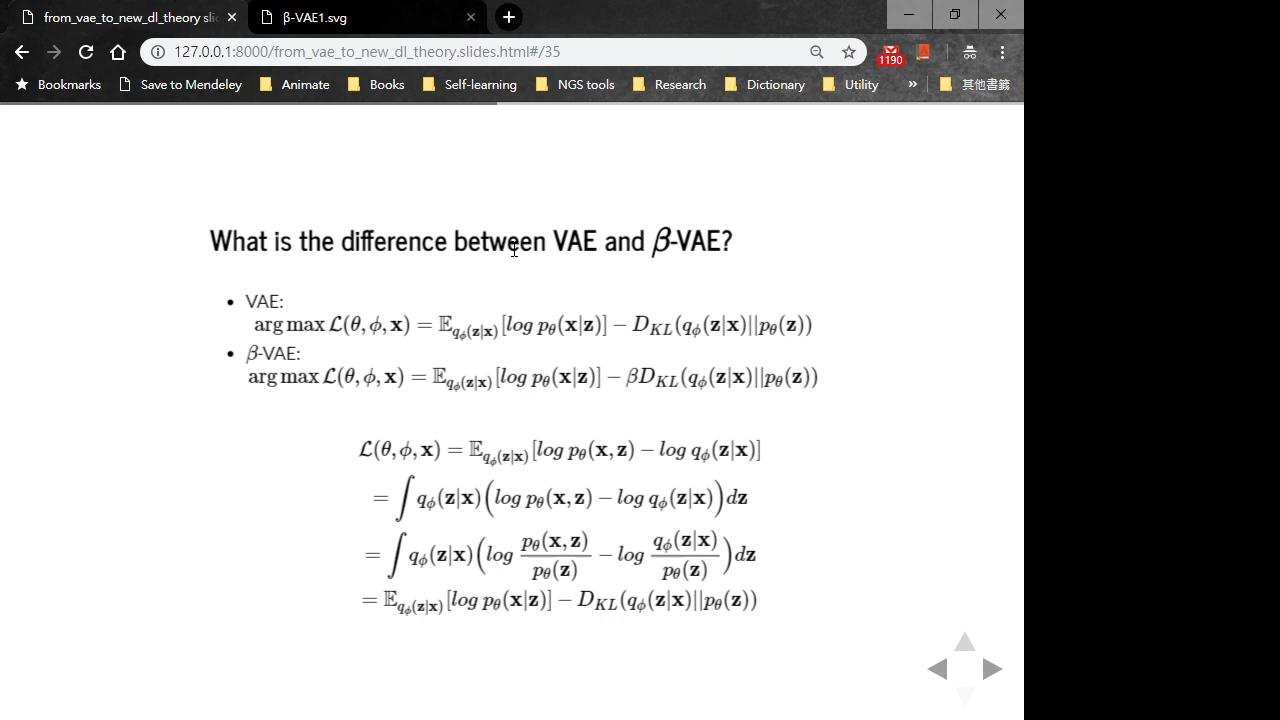 from_vae_to_new_dl_theory sli
β-VAE1.svg
127.0.0.1:8000/from_vae_to_new_dl_theory.slides.html#/35
1190
Bookmarks Save to Mendeley Animate Books Self-learning NGS tools Research Dictionary Utility » 其他書籤
What is the difference between VAE and β-VAE?
• VAE:
arg max ℒ(θ, ϕ, x) = 𝔼_{q_ϕ(z|x)}[log p_θ(x|z)] − D_{KL}(q_ϕ(z|x)||p_θ(z))
• β-VAE:
arg max ℒ(θ, ϕ, x) = 𝔼_{q_ϕ(z|x)}[log p_θ(x|z)] − βD_{KL}(q_ϕ(z|x)||p_θ(z))
ℒ(θ, ϕ, x) = 𝔼_{q_ϕ(z|x)}[log p_θ(x, z) − log q_ϕ(z|x)]
= ∫ q_ϕ(z|x)(log p_θ(x, z) − log q_ϕ(z|x))dz
= ∫ q_ϕ(z|x)(log p_θ(x, z)/p_θ(z) − log q_ϕ(z|x)/p_θ(z))dz
= 𝔼_{q_ϕ(z|x)}[log p_θ(x|z)] − D_{KL}(q_ϕ(z|x)||p_θ(z))